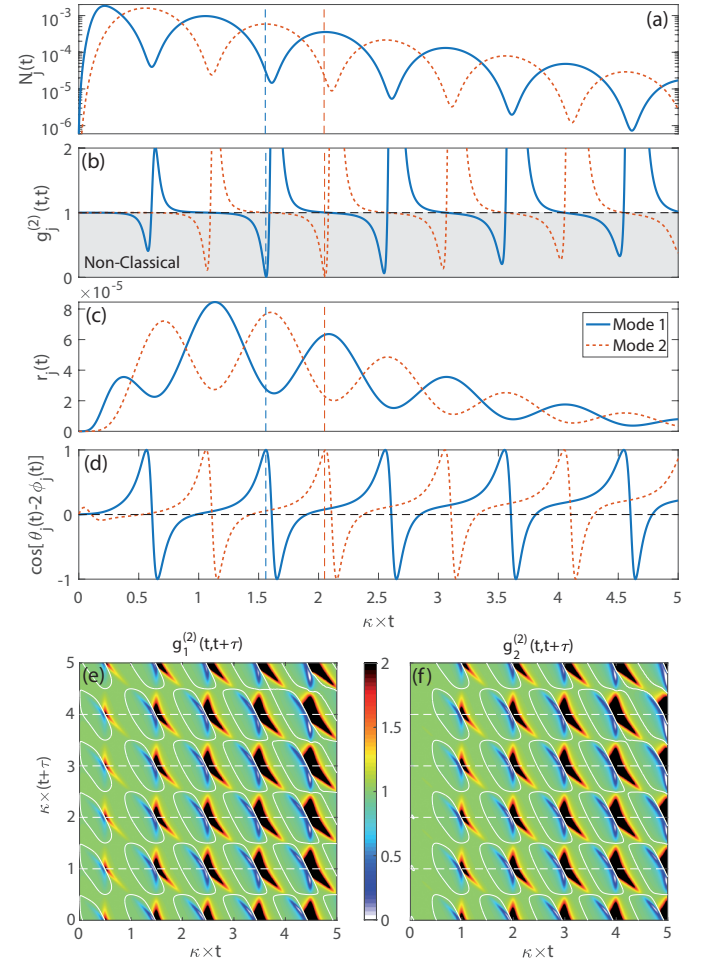 (a)
N_j(t)
10^-3
10^-4
10^-5
10^-6
(b)
g_j^(2)(t,t)
2
1
0
Non-Classical
×10^-5
(c)
r_j(t)
8
6
4
2
0
Mode 1
Mode 2
(d)
cos[θ_j(t)-2ϕ_j(t)]
1
0
-1
0 0.5 1 1.5 2 2.5 3 3.5 4 4.5 5
κ×t
g_1^(2)(t,t+τ)
g_2^(2)(t,t+τ)
(e)
(f)
κ×(t+τ)
5
4
3
2
1
0
0 1 2 3 4 5
κ×t
2
1.5
1
0.5
0
5
4
3
2
1
0
0 1 2 3 4 5
κ×t